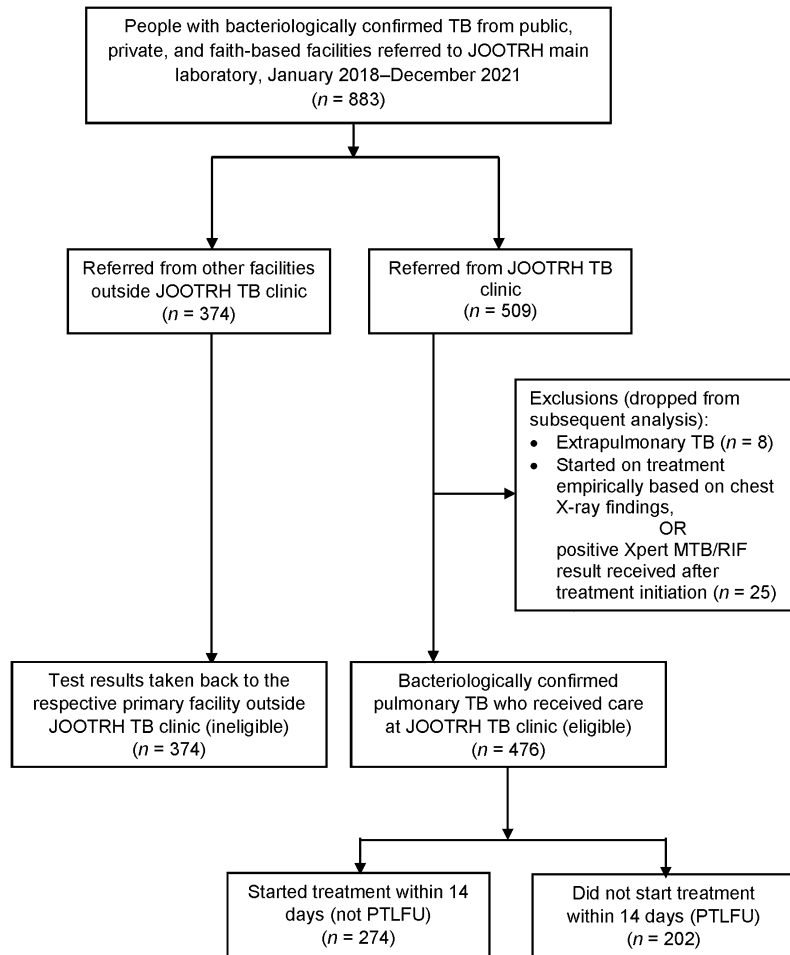 People with bacteriologically confirmed TB from public,
private, and faith-based facilities referred to JOOTRH main
laboratory, January 2018–December 2021
(n = 883)
Referred from other facilities
outside JOOTRH TB clinic
(n = 374)
Referred from JOOTRH TB
clinic
(n = 509)
Exclusions (dropped from
subsequent analysis):
• Extrapulmonary TB (n = 8)
• Started on treatment
empirically based on chest
X-ray findings,
OR
positive Xpert MTB/RIF
result received after
treatment initiation (n = 25)
Test results taken back to the
respective primary facility outside
JOOTRH TB clinic (ineligible)
n = 374)
Bacteriologically confirmed
pulmonary TB who received care
at JOOTRH TB clinic (eligible)
n = 476)
Started treatment within 14
days (not PTLFU)
n = 274)
Did not start treatment
within 14 days (PTLFU)
n = 202)